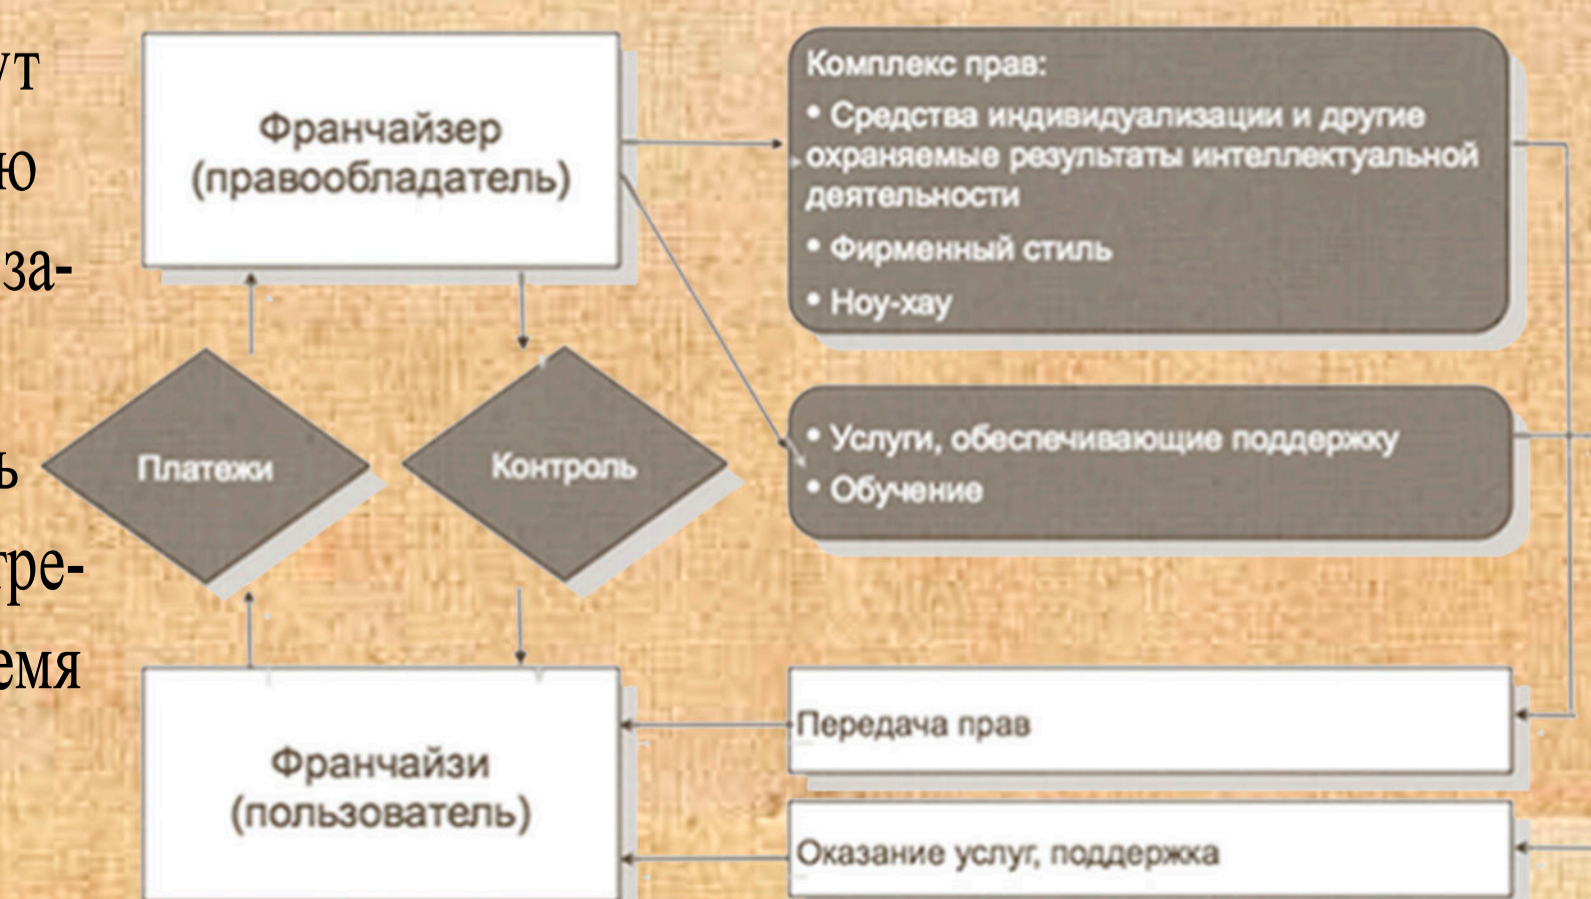 Франчайзер
(правообладатель)
Комплекс прав:
• Средства индивидуализации и другие
охраняемые результаты интеллектуальной
деятельности
• Фирменный стиль
• Ноу-хау
Платежи
Контроль
• Услуги, обеспечивающие поддержку
• Обучение
Франчайзи
(пользователь)
Передача прав
Оказание услуг, поддержка
за-